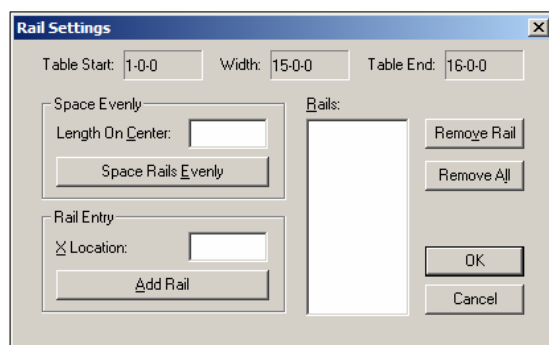 Rail Settings
Table Start: 1-0-0 Width: 15-0-0 Table End: 16-0-0
Space Evenly
Length On Center:
Space Rails Evenly
Rail Entry
X Location:
Add Rail
Rails:
Remove Rail
Remove All
OK
Cancel